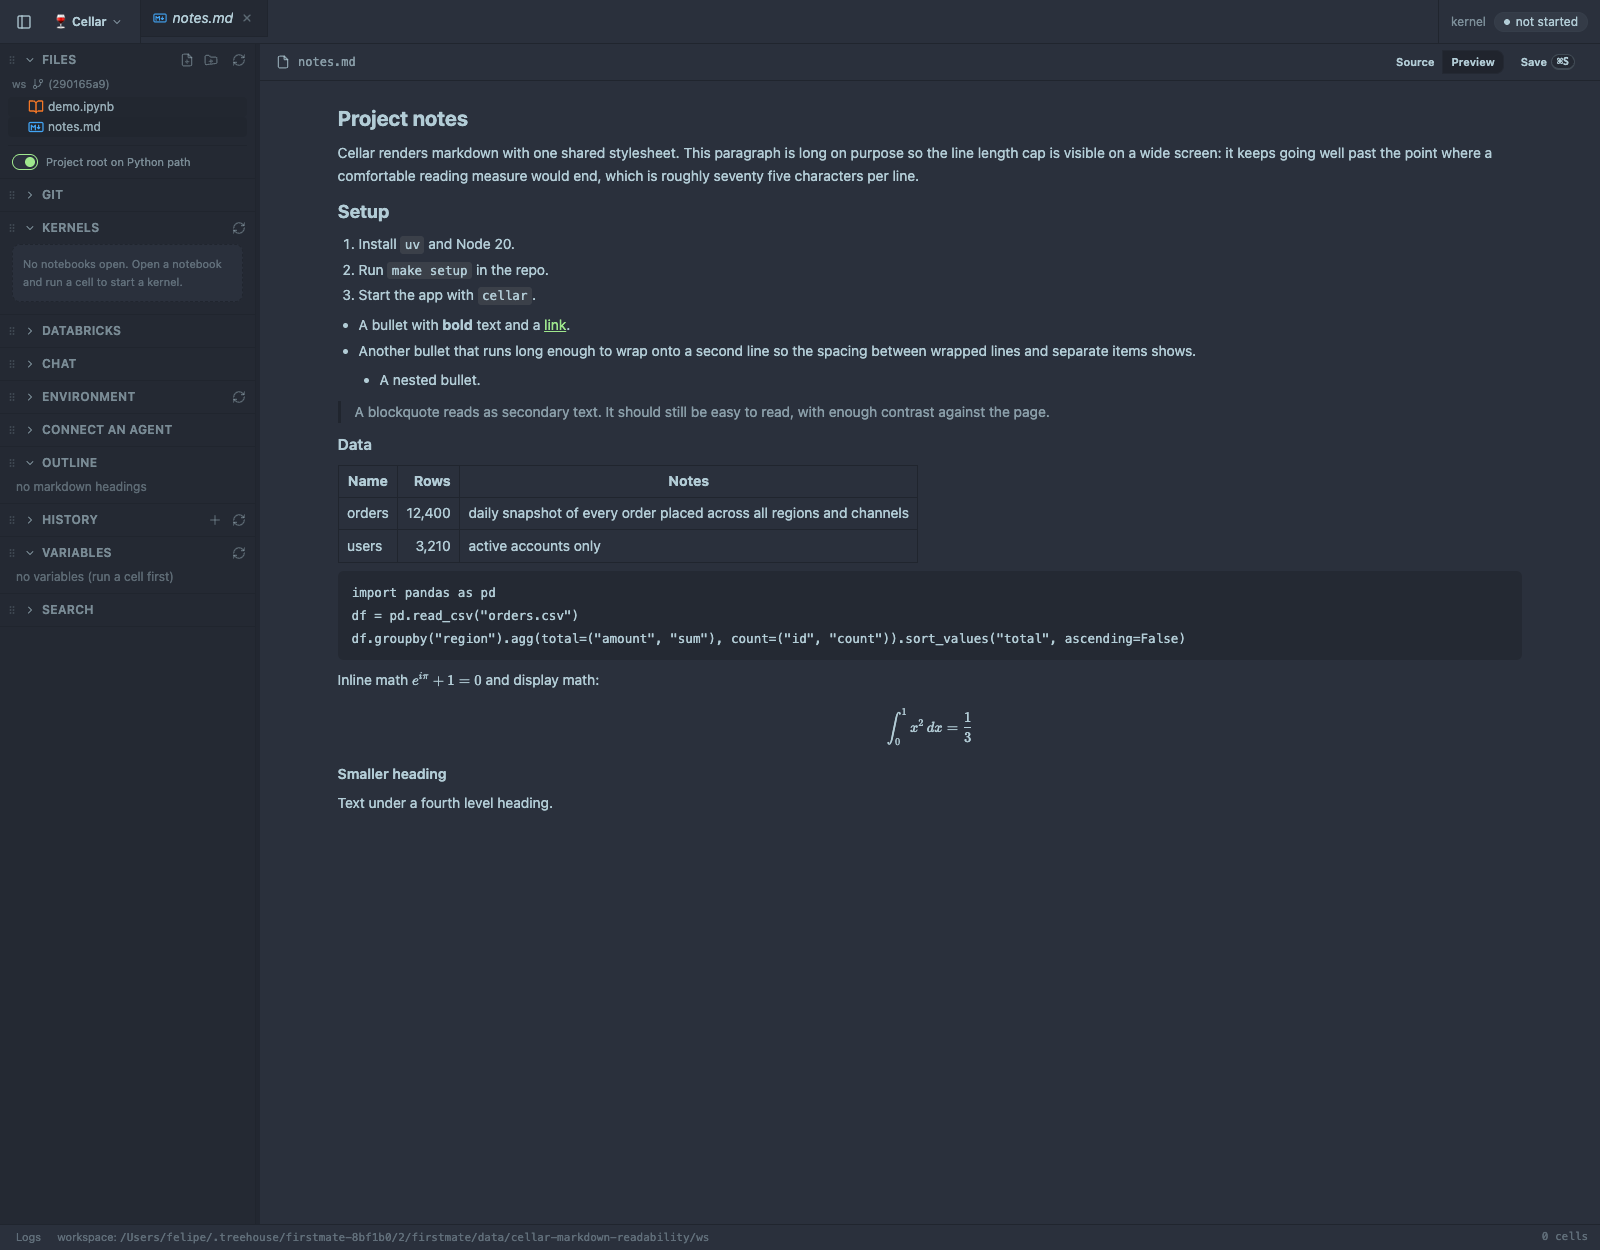 Cellar
notes.md
kernel
not started
FILES
ws (290165a9)
demo.ipynb
notes.md
Project root on Python path
GIT
KERNELS
No notebooks open. Open a notebook
and run a cell to start a kernel.
DATABRICKS
CHAT
ENVIRONMENT
CONNECT AN AGENT
OUTLINE
no markdown headings
HISTORY
VARIABLES
no variables (run a cell first)
SEARCH
notes.md
Source Preview Save ⌘S
Project notes
Cellar renders markdown with one shared stylesheet. This paragraph is long on purpose so the line length cap is visible on a wide screen: it keeps going well past the point where a
comfortable reading measure would end, which is roughly seventy five characters per line.
Setup
1. Install uv and Node 20.
2. Run make setup in the repo.
3. Start the app with cellar.
• A bullet with bold text and a link.
• Another bullet that runs long enough to wrap onto a second line so the spacing between wrapped lines and separate items shows.
• A nested bullet.
A blockquote reads as secondary text. It should still be easy to read, with enough contrast against the page.
Data
Name Rows Notes
orders 12,400 daily snapshot of every order placed across all regions and channels
users 3,210 active accounts only
import pandas as pd
df = pd.read_csv("orders.csv")
df.groupby("region").agg(total=("amount", "sum"), count=("id", "count")).sort_values("total", ascending=False)
Inline math e^{iπ} + 1 = 0 and display math:
∫₀¹ x² dx = 1/3
Smaller heading
Text under a fourth level heading.
Logs workspace: /Users/felipe/.treehouse/firstmate-8bf1b0/2/firstmate/data/cellar-markdown-readability/ws
0 cells